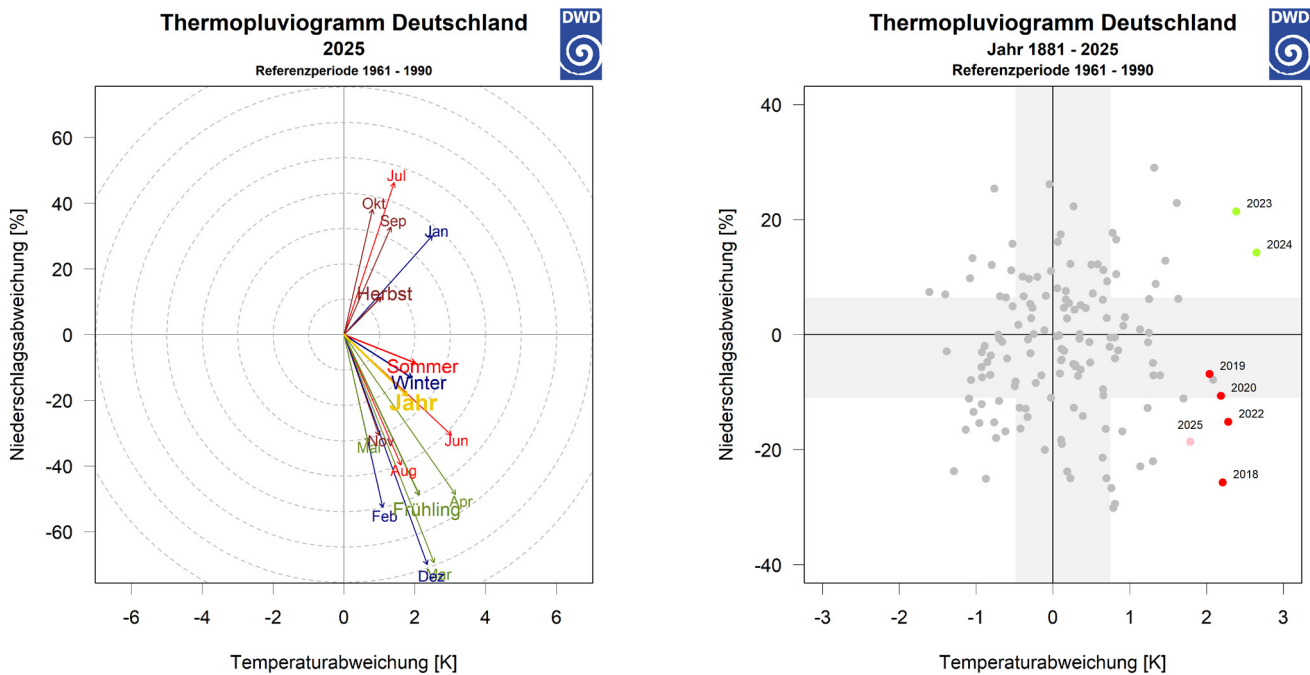 Thermopluviogramm Deutschland
2025
Referenzperiode 1961 - 1990
DWD
Niederschlagsabweichung [%]
60
40
20
0
-20
-40
-60
Jul
Okt
Sep
Jan
Herbst
Sommer
Winter
Jahr
Nov
Mai
Jun
Aug
Apr
Frühling
Feb
Dez
Mar
-6
-4
-2
0
2
4
6
Temperaturabweichung [K]
Thermopluviogramm Deutschland
Jahr 1881 - 2025
Referenzperiode 1961 - 1990
DWD
Niederschlagsabweichung [%]
40
20
0
-20
-40
2023
2024
2019
2020
2022
2025
2018
-3
-2
-1
0
1
2
3
Temperaturabweichung [K]